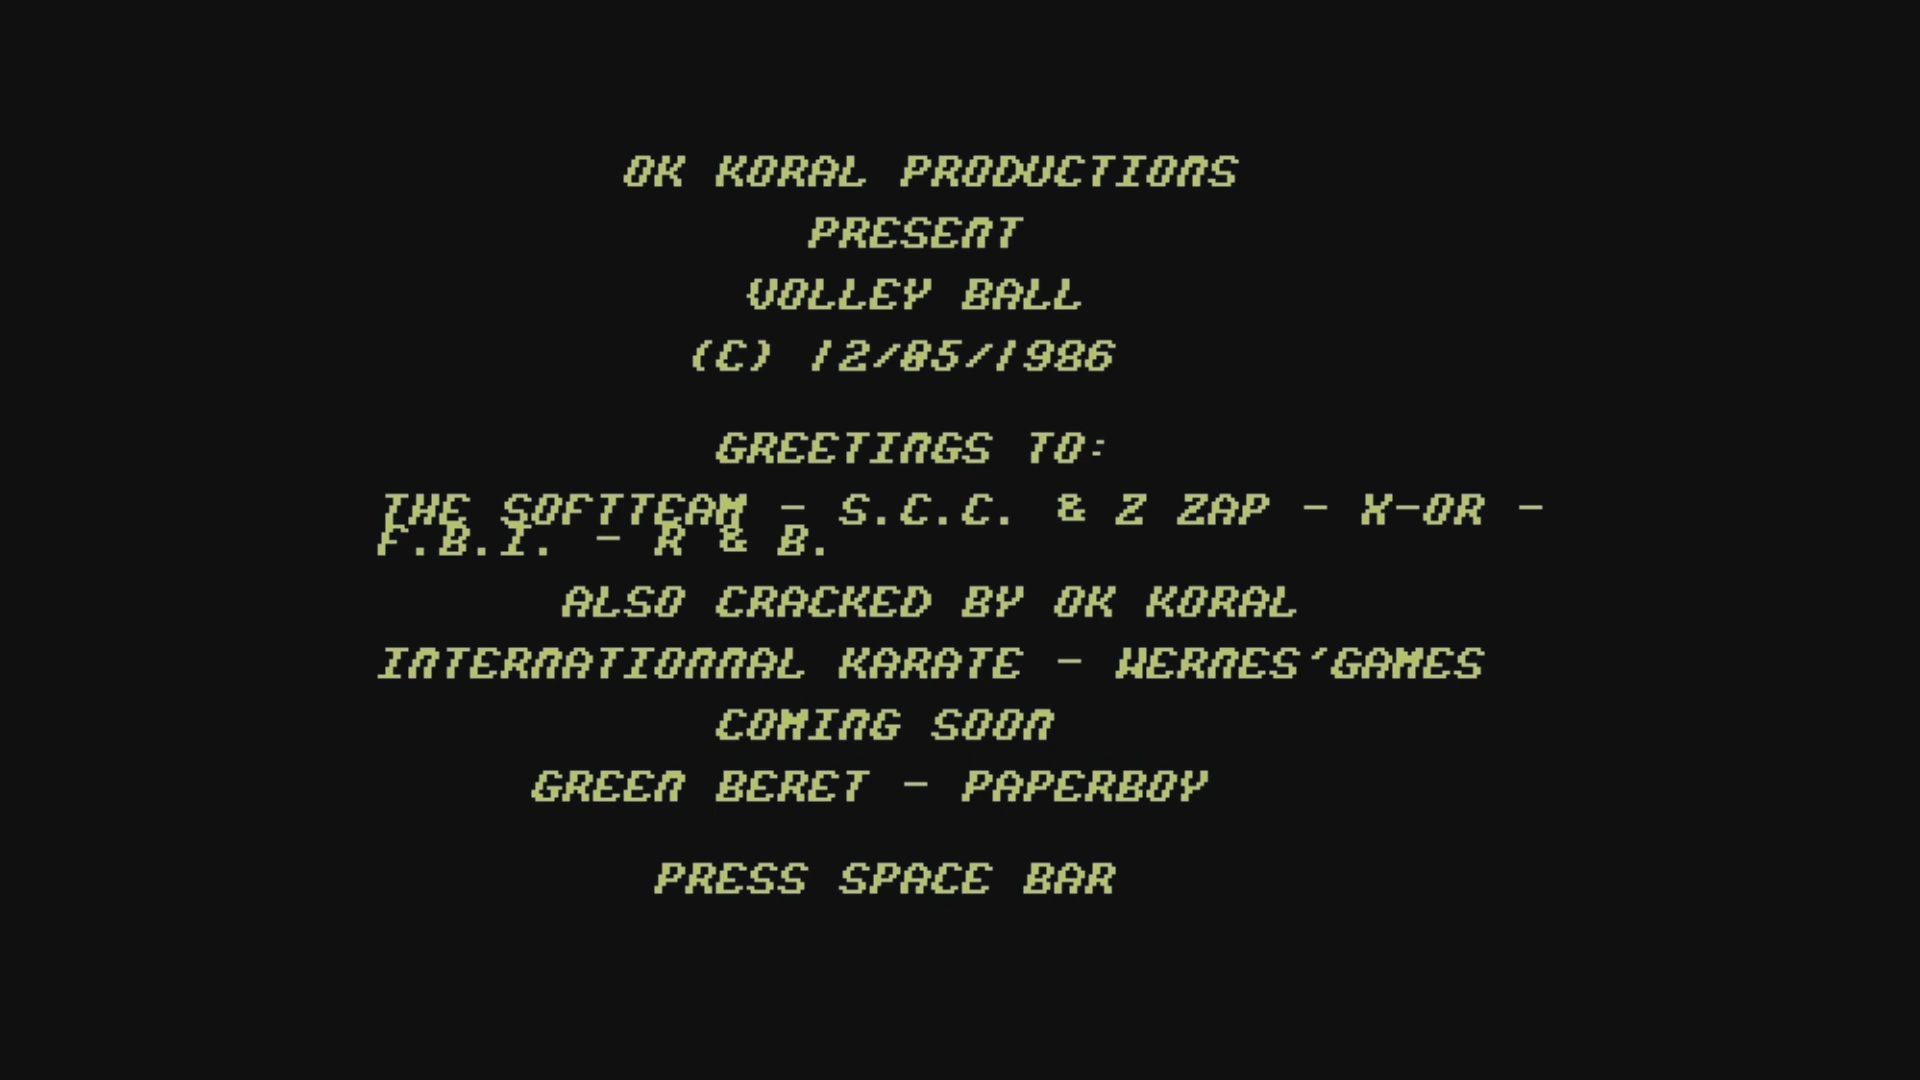 OK KORAL PRODUCTIONS
PRESENT
VOLLEY BALL
(C) 12/05/1986
GREETINGS TO:
THE SOFTTEAM - S.C.C. & Z ZAP - X-OR -
F.B.I. - R & B.
ALSO CRACKED BY OK KORAL
INTERNATIONNAL KARATE - WERNES'GAMES
COMING SOON
GREEN BERET - PAPERBOY
PRESS SPACE BAR